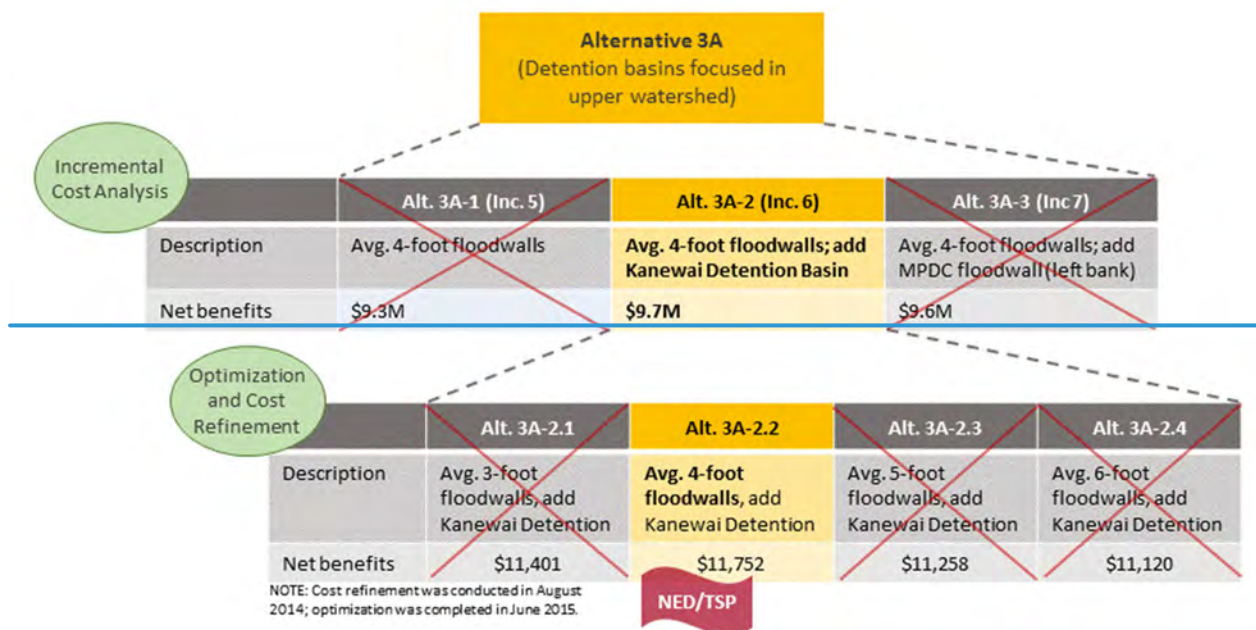 Alternative 3A
(Detention basins focused in
upper watershed)
Incremental
Cost Analysis
Alt. 3A-1 (Inc. 5)
Alt. 3A-2 (Inc. 6)
Alt. 3A-3 (Inc 7)
Description
Avg. 4-foot floodwalls
Avg. 4-foot floodwalls; add
Kanewai Detention Basin
Avg. 4-foot floodwalls; add
MPDC floodwall (left bank)
Net benefits
$9.3M
$9.7M
$9.6M
Optimization
and Cost
Refinement
Alt. 3A-2.1
Alt. 3A-2.2
Alt. 3A-2.3
Alt. 3A-2.4
Description
Avg. 3-foot
floodwalls, add
Kanewai Detention
Avg. 4-foot
floodwalls, add
Kanewai Detention
Avg. 5-foot
floodwalls, add
Kanewai Detention
Avg. 6-foot
floodwalls, add
Kanewai Detention
Net benefits
$11,401
$11,752
$11,258
$11,120
NOTE: Cost refinement was conducted in August
2014; optimization was completed in June 2015.
NED/TSP